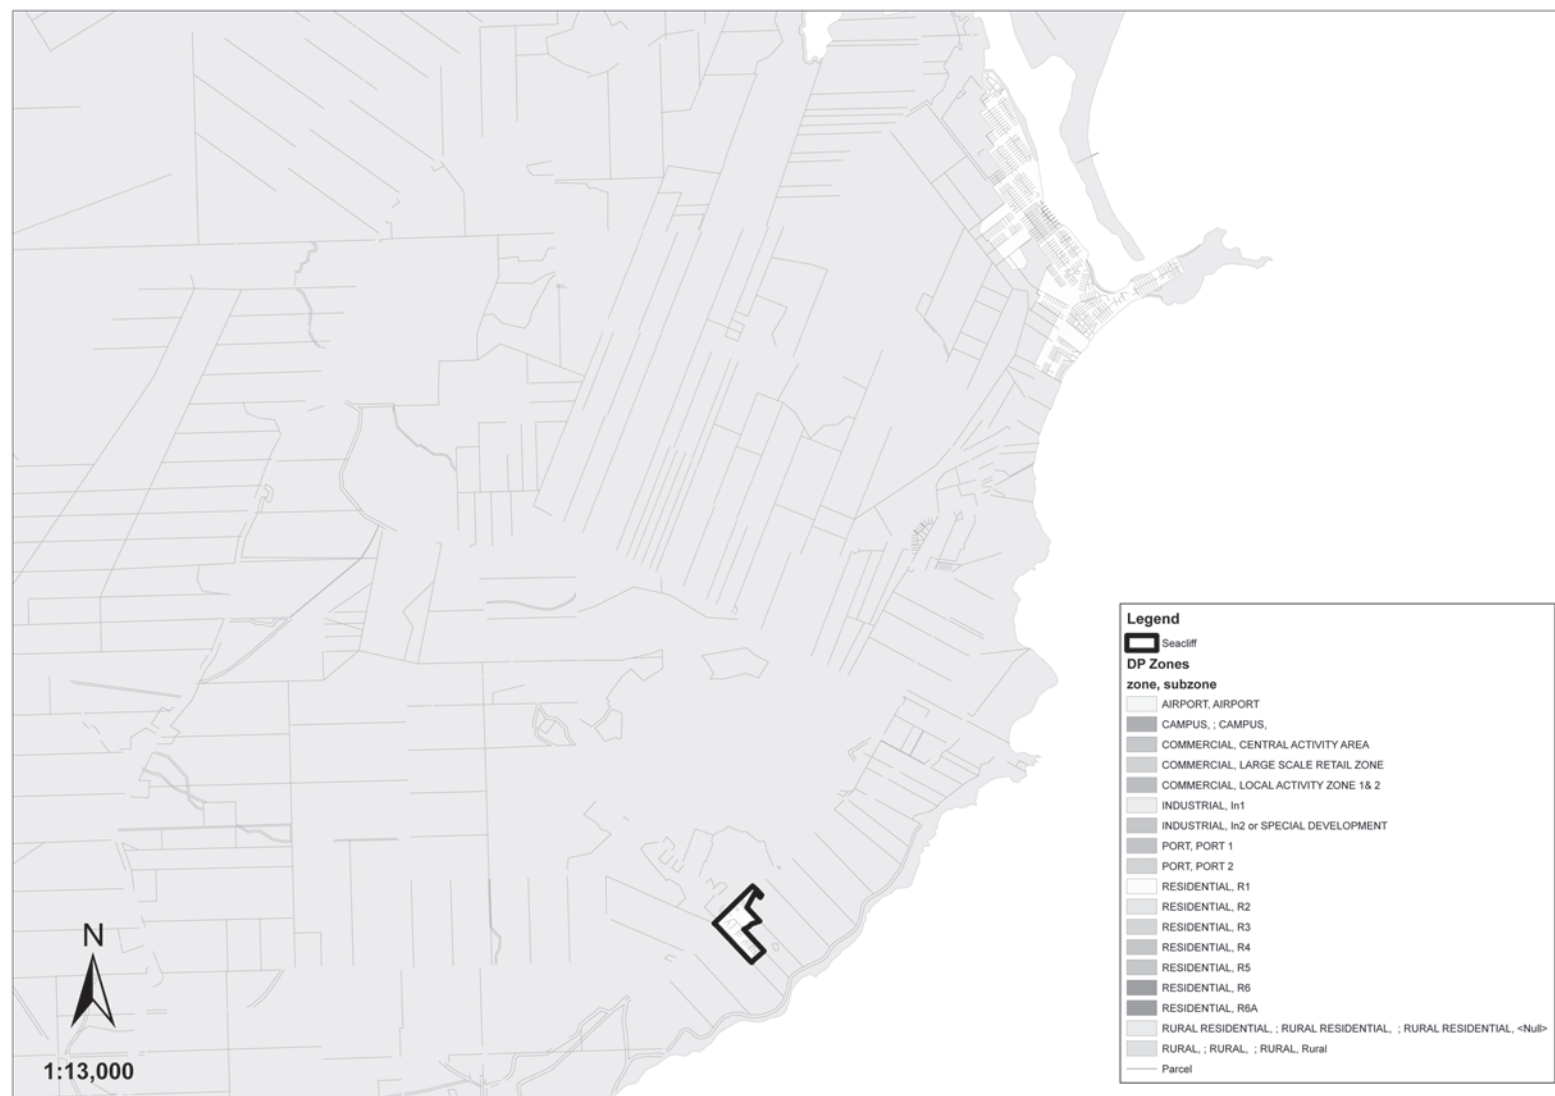 Legend
Seacliff
DP Zones
zone, subzone
AIRPORT, AIRPORT
CAMPUS, ; CAMPUS,
COMMERCIAL, CENTRAL ACTIVITY AREA
COMMERCIAL, LARGE SCALE RETAIL ZONE
COMMERCIAL, LOCAL ACTIVITY ZONE 1& 2
INDUSTRIAL, In1
INDUSTRIAL, In2 or SPECIAL DEVELOPMENT
PORT, PORT 1
PORT, PORT 2
RESIDENTIAL, R1
RESIDENTIAL, R2
RESIDENTIAL, R3
RESIDENTIAL, R4
RESIDENTIAL, R5
RESIDENTIAL, R6
RESIDENTIAL, R6A
RURAL RESIDENTIAL, ; RURAL RESIDENTIAL, ; RURAL RESIDENTIAL, <Null>
RURAL, ; RURAL, ; RURAL, Rural
Parcel
N
1:13,000